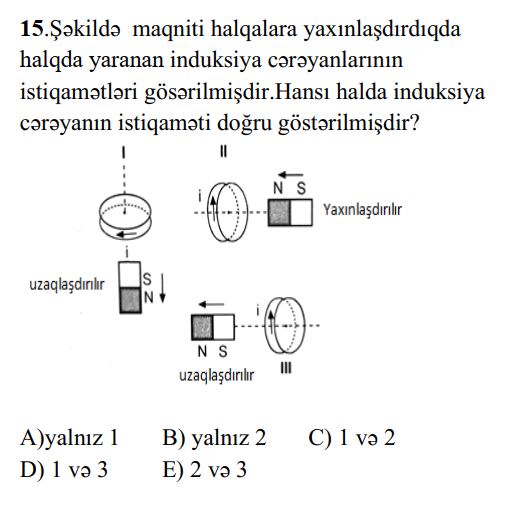 15.Şəkildə maqniti halqalara yaxınlaşdırdıqda
halqda yaranan induksiya cərəyanlarının
istiqamətləri gösərilmişdir.Hansı halda induksiya
cərəyanın istiqaməti doğru göstərilmişdir?
I
II
i
N S
Yaxınlaşdırılır
i
uzaqlaşdırılır
S
N
i
N S
uzaqlaşdırılır
III
A)yalnız 1 B) yalnız 2 C) 1 və 2
D) 1 və 3 E) 2 və 3